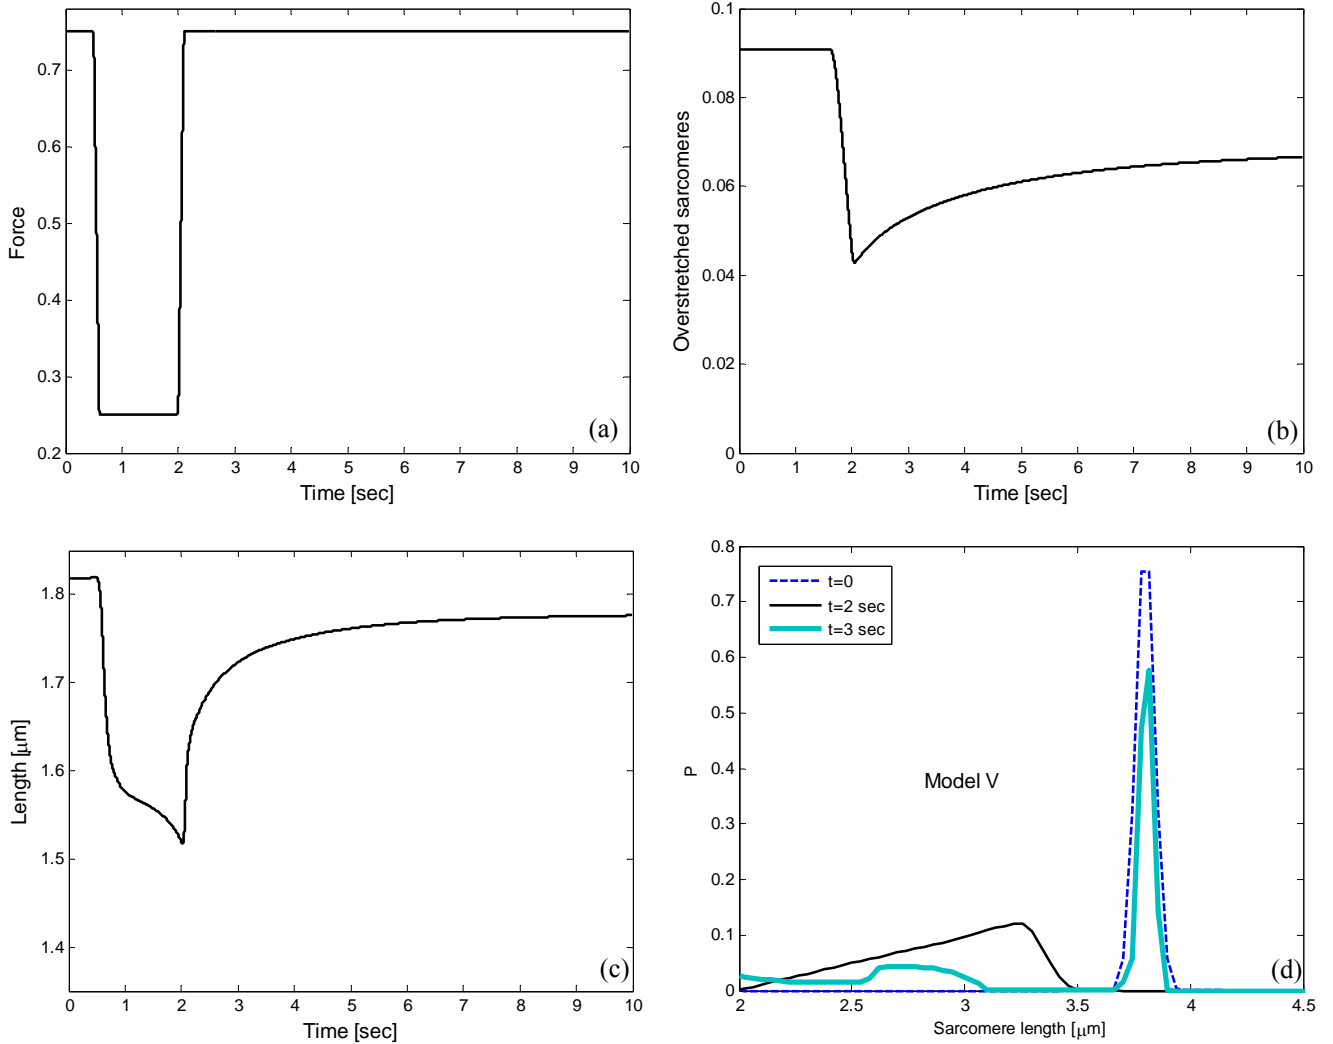 0.7
0.6
0.5
0.4
0.3
0.2
Force
0 1 2 3 4 5 6 7 8 9 10
Time [sec]
(a)
0.1
0.08
0.06
0.04
0.02
0
Overstretched sarcomeres
0 1 2 3 4 5 6 7 8 9 10
Time [sec]
(b)
1.8
1.7
1.6
1.5
1.4
Length [μm]
0 1 2 3 4 5 6 7 8 9 10
Time [sec]
(c)
0.8
0.7
0.6
0.5
0.4
0.3
0.2
0.1
0
P
t=0
t=2 sec
t=3 sec
Model V
2 2.5 3 3.5 4 4.5
Sarcomere length [μm]
(d)